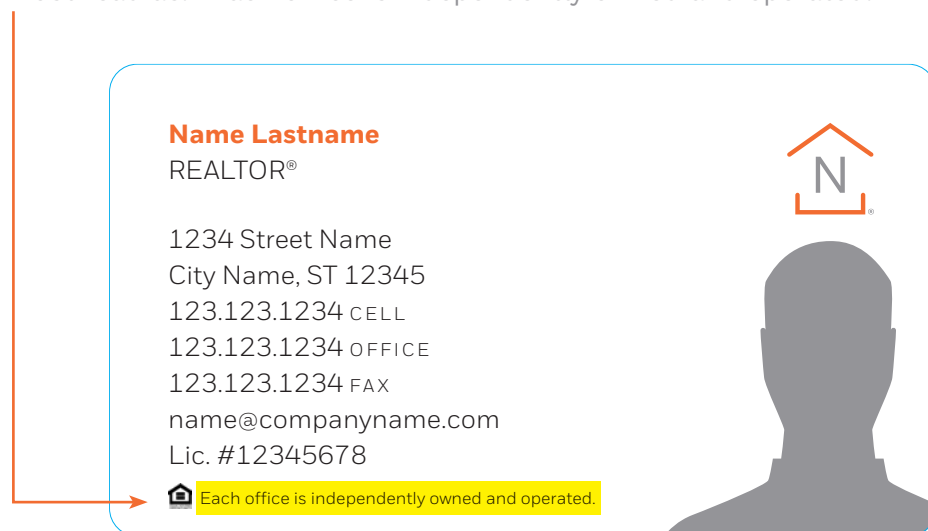 Name Lastname
REALTOR®
N
®
1234 Street Name
City Name, ST 12345
123.123.1234 CELL
123.123.1234 OFFICE
123.123.1234 FAX
name@companyname.com
Lic. #12345678
Each office is independently owned and operated.